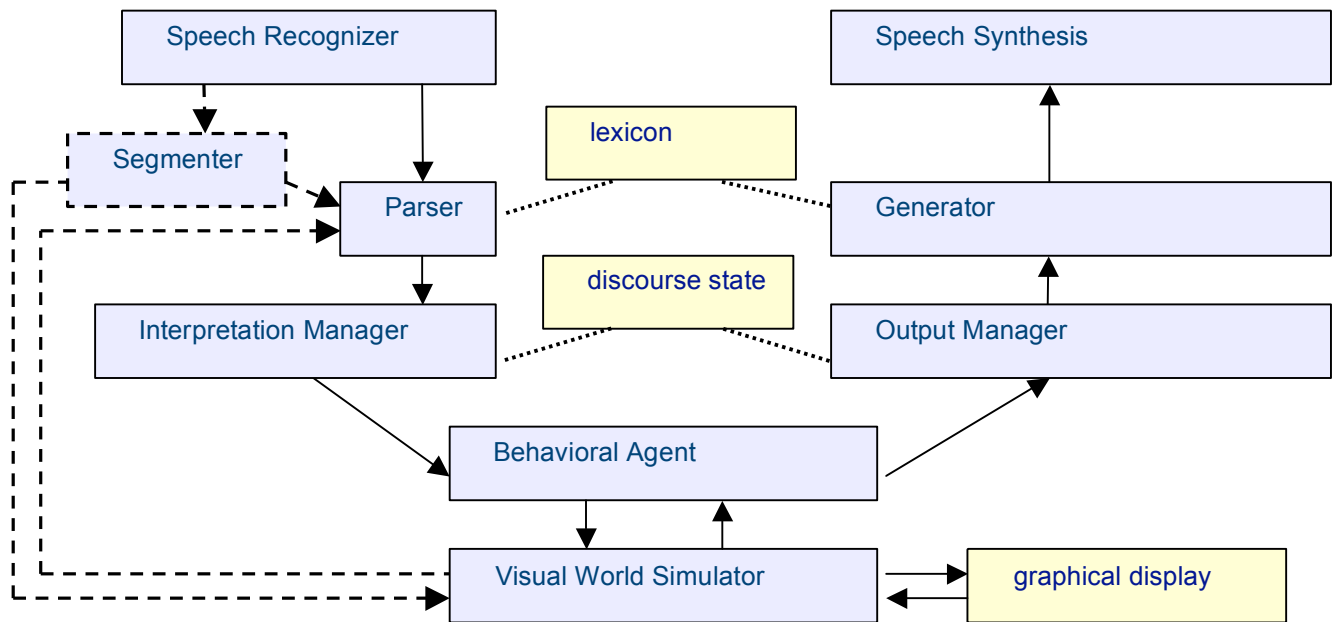 Speech Recognizer
Speech Synthesis
lexicon
Segmenter
Parser
Generator
discourse state
Interpretation Manager
Output Manager
Behavioral Agent
Visual World Simulator
graphical display